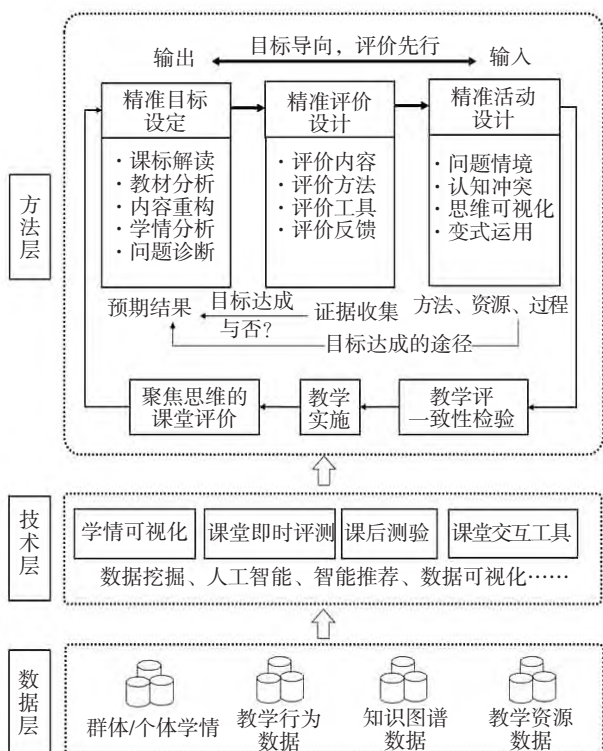 目标导向，评价先行
输出
输入
精准目标
设定
精准评价
设计
精准活动
设计
·课标解读
·教材分析
·内容重构
·学情分析
·问题诊断
·评价内容
·评价方法
·评价工具
·评价反馈
·问题情境
·认知冲突
·思维可视化
·变式运用
方法层
预期结果
目标达成
与否？
证据收集
方法、资源、过程
目标达成的途径
聚焦思维的
课堂评价
教学
实施
教学评
一致性检验
技术层
学情可视化
课堂即时评测
课后测验
课堂交互工具
数据挖掘、人工智能、智能推荐、数据可视化……
数据层
群体/个体学情
教学行为
数据
知识图谱
数据
教学资源
数据